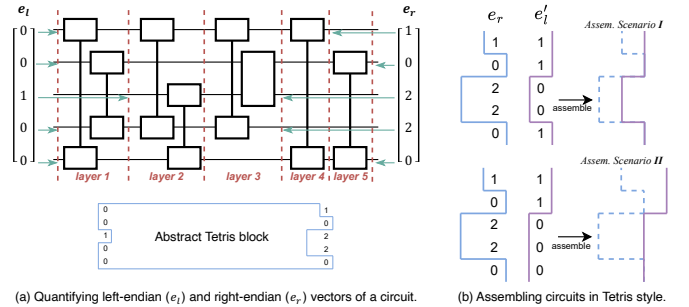 e_l
0
0
1
0
0
e_r
1
0
2
2
0
layer 1
layer 2
layer 3
layer 4
layer 5
0
0
1
0
0
Abstract Tetris block
1
0
2
2
0
(a) Quantifying left-endian (e_l) and right-endian (e_r) vectors of a circuit.
e_r e_l′
Assem. Scenario I
1 1
0 1
2 0
2 0
0 1
assemble
Assem. Scenario II
1 1
0 1
2 0
2 0
0 0
assemble
(b) Assembling circuits in Tetris style.